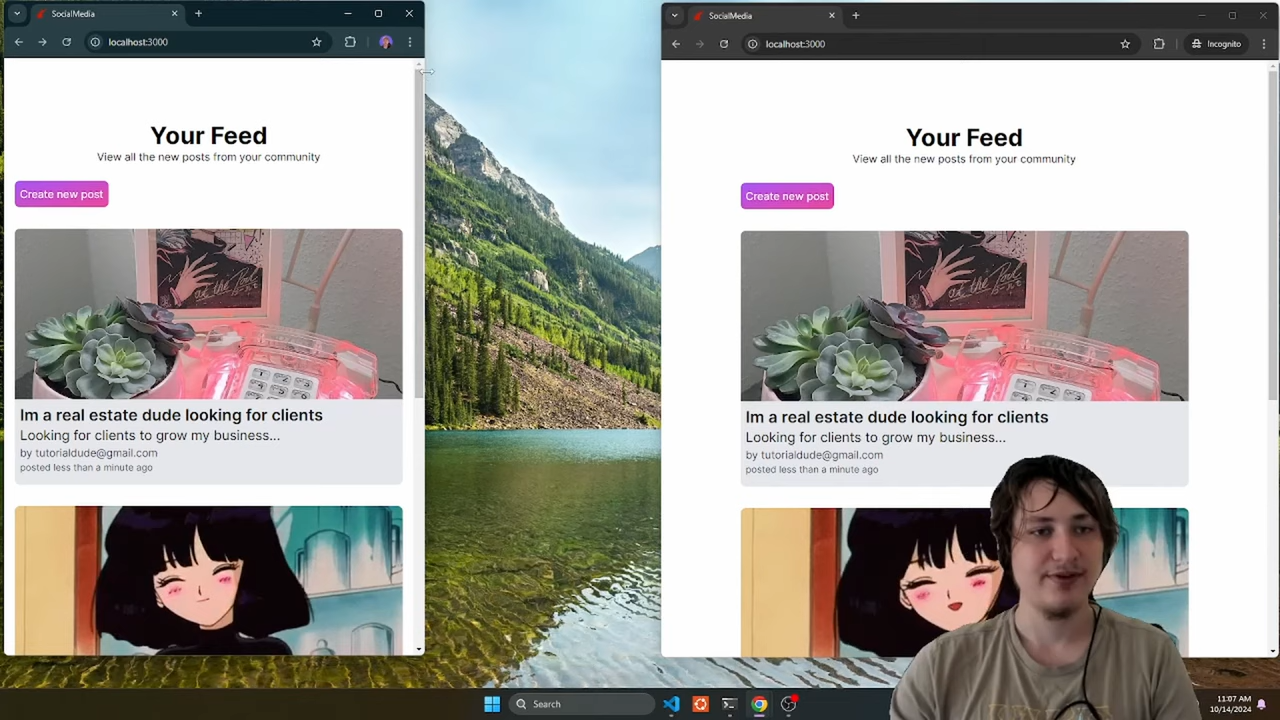 SocialMedia
localhost:3000
Your Feed
View all the new posts from your community
Create new post
Im a real estate dude looking for clients
Looking for clients to grow my business...
by tutorialdude@gmail.com
posted less than a minute ago
SocialMedia
localhost:3000
Incognito
Your Feed
View all the new posts from your community
Create new post
Im a real estate dude looking for clients
Looking for clients to grow my business...
by tutorialdude@gmail.com
posted less than a minute ago
Search
11:07 AM
10/14/2024